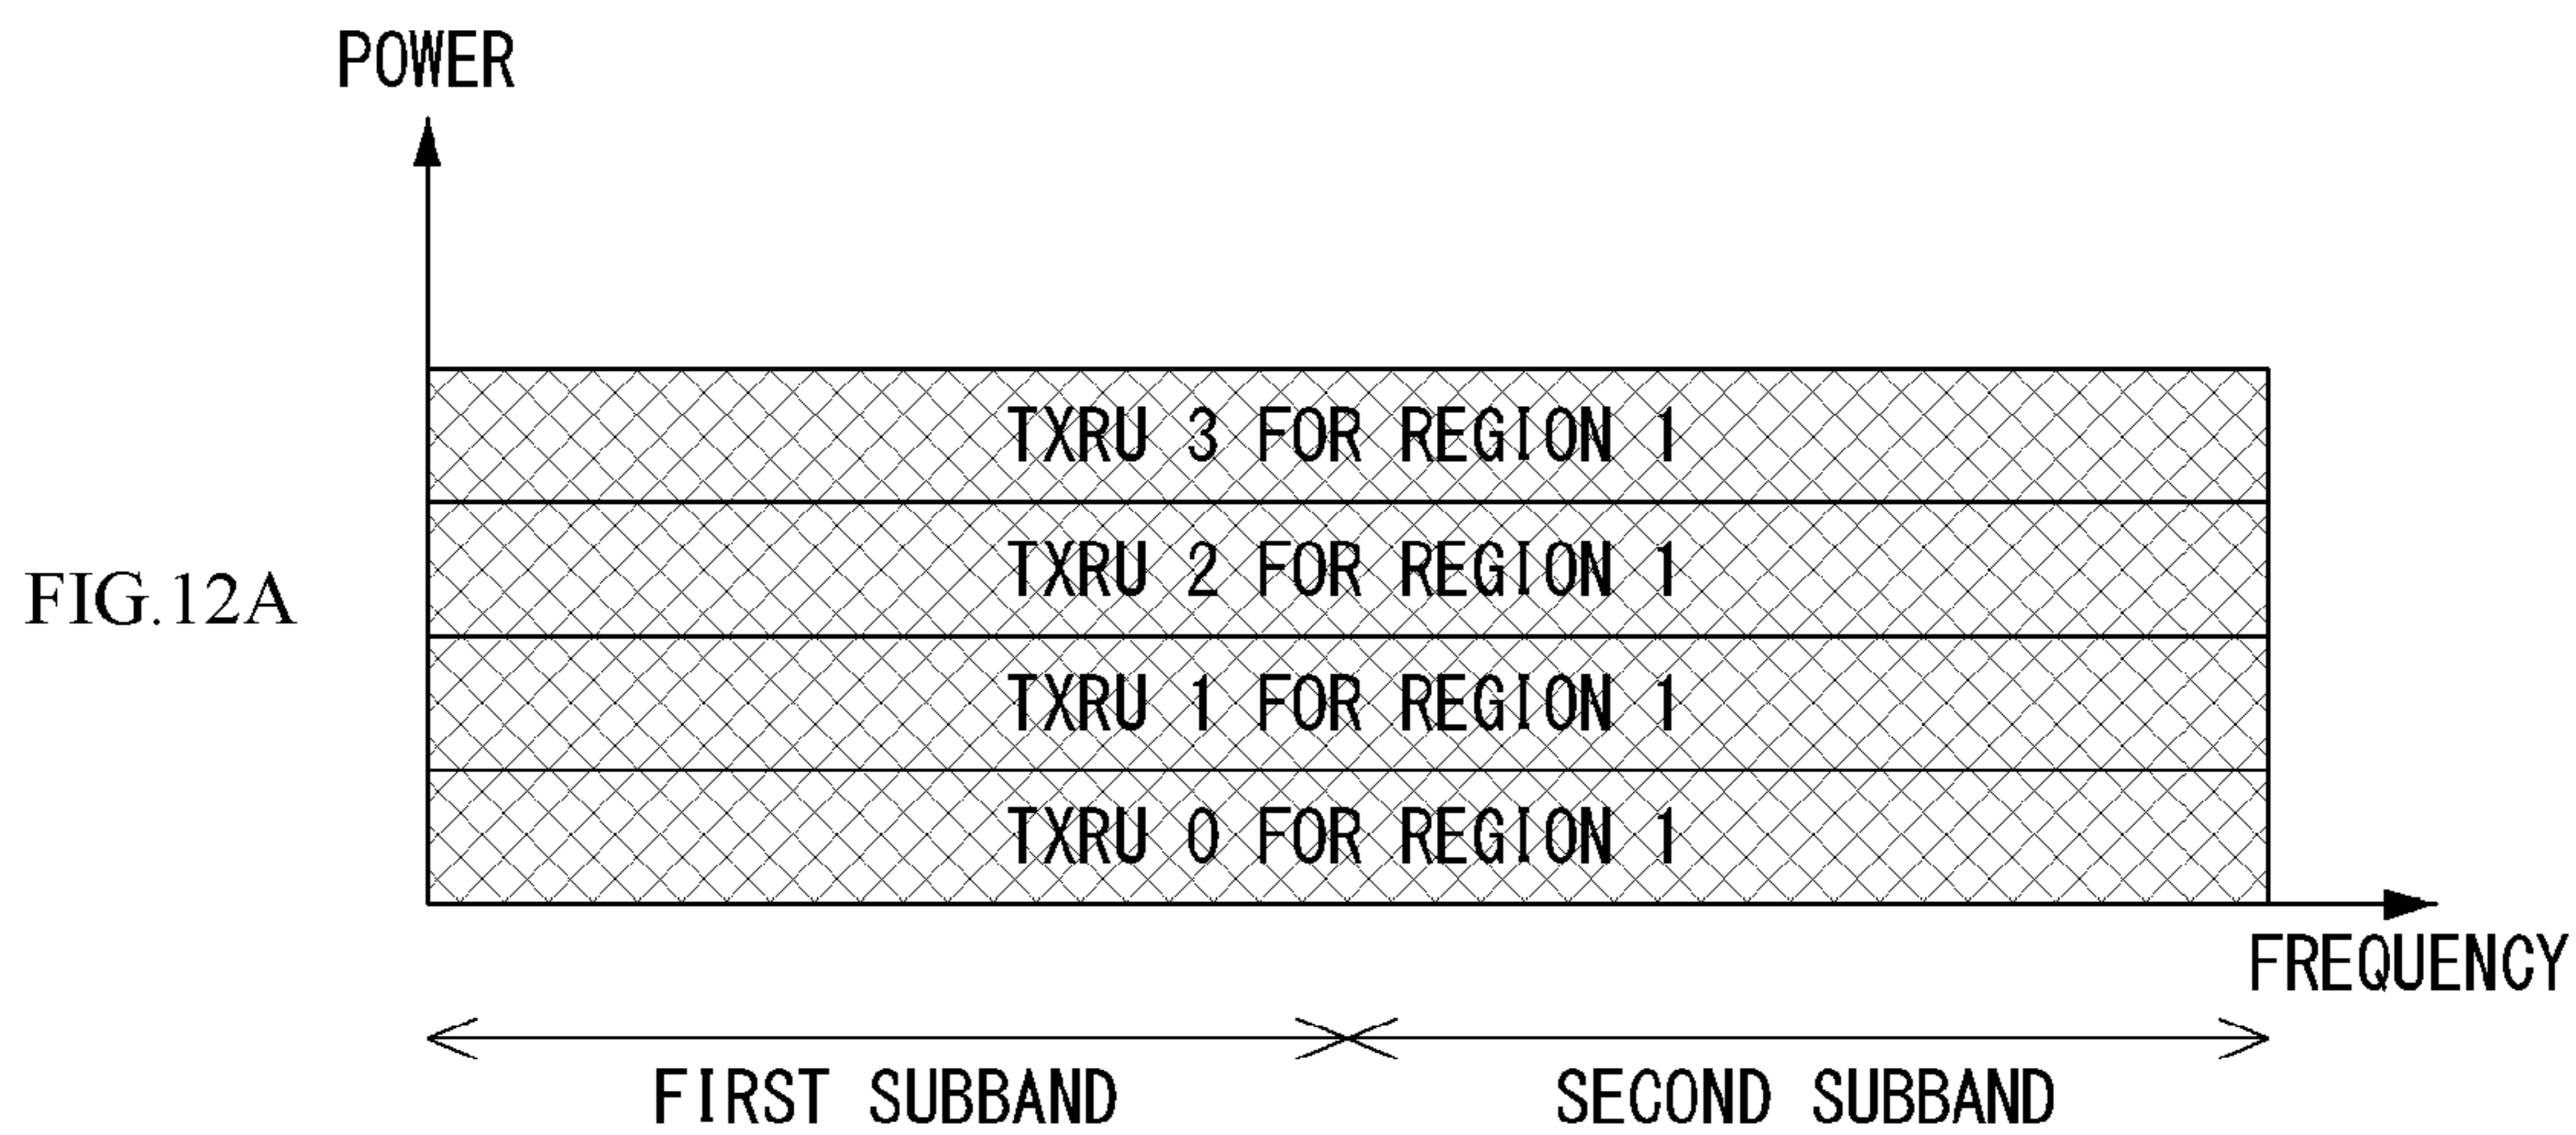 POWER
TXRU 3 FOR REGION 1
TXRU 2 FOR REGION 1
FIG.12A
TXRU 1 FOR REGION 1
TXRU 0 FOR REGION 1
FREQUENCY
FIRST SUBBAND
SECOND SUBBAND